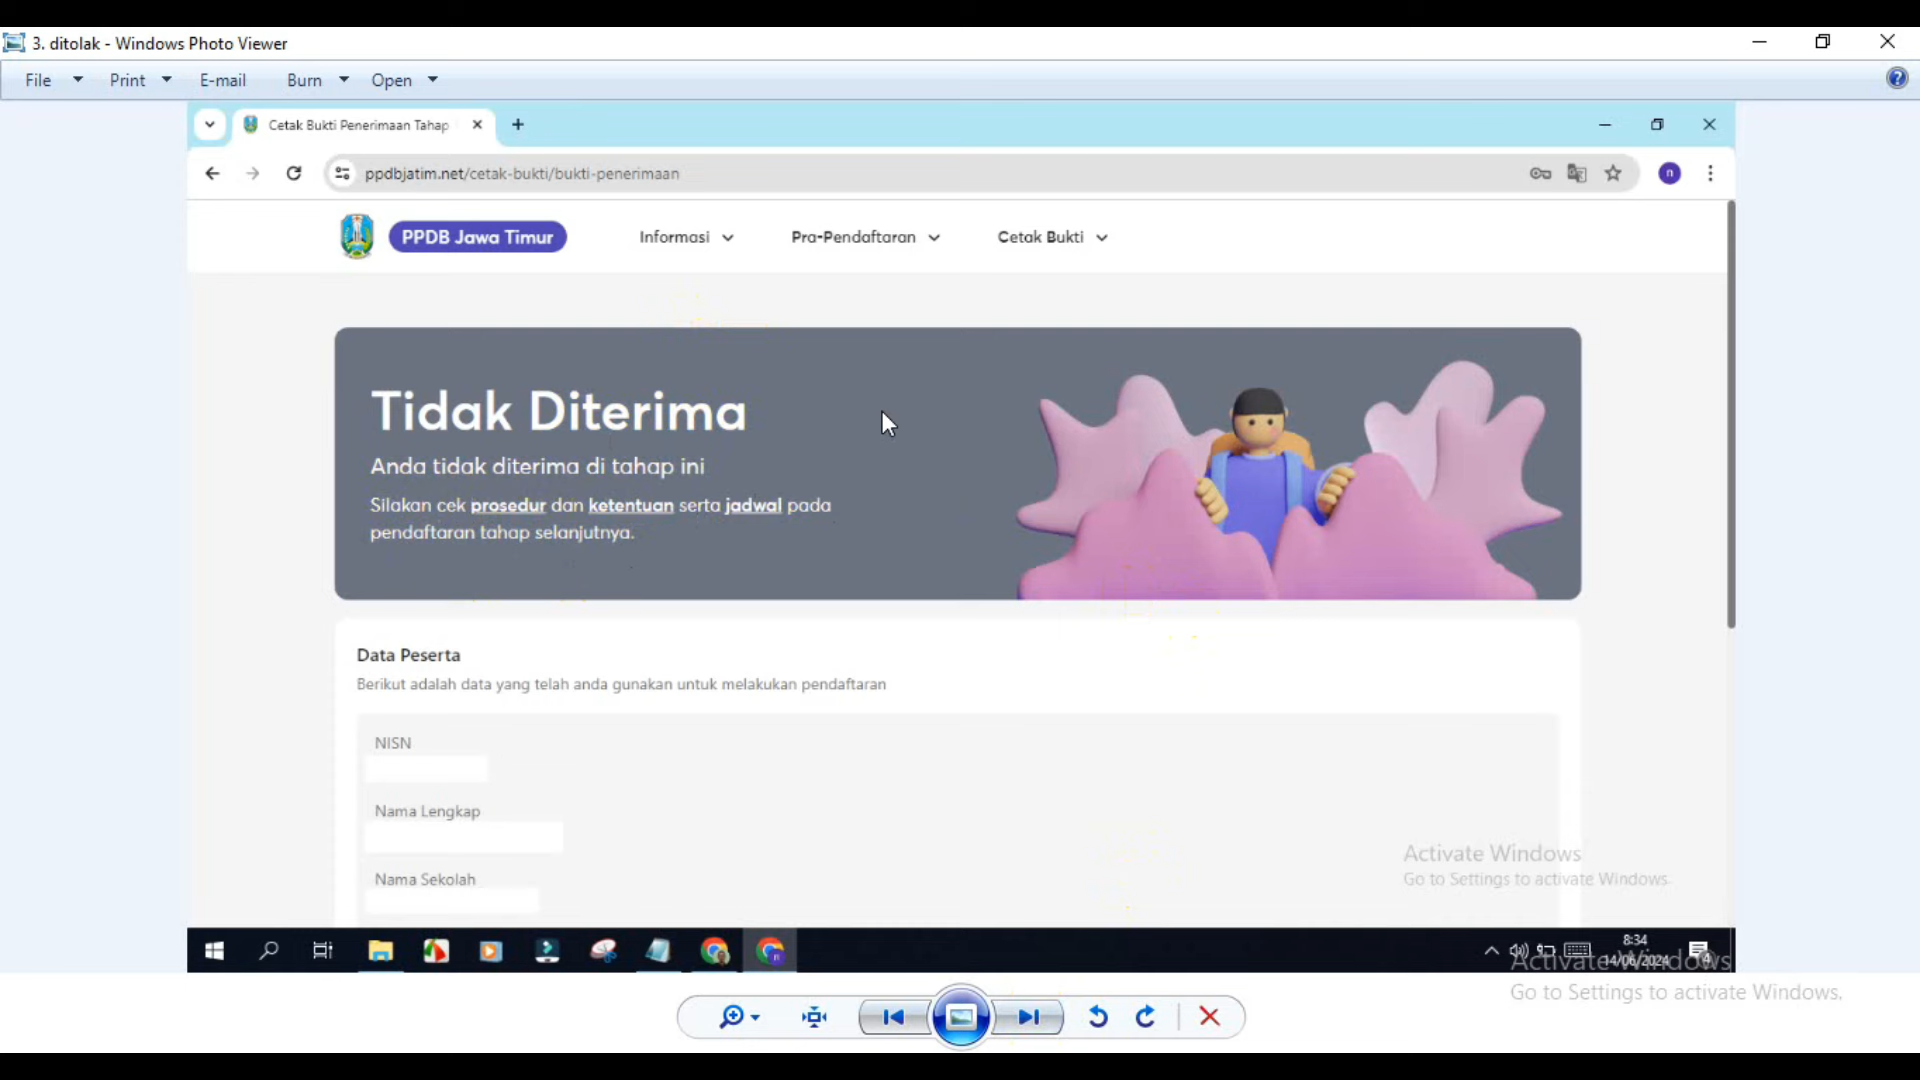 3. ditolak - Windows Photo Viewer
File Print E-mail Burn Open
Cetak Bukti Penerimaan Tahap
ppdbjatim.net/cetak-bukti/bukti-penerimaan
n
PPDB Jawa Timur Informasi Pra-Pendaftaran Cetak Bukti
Tidak Diterima
Anda tidak diterima di tahap ini
Silakan cek prosedur dan ketentuan serta jadwal pada
pendaftaran tahap selanjutnya.
Data Peserta
Berikut adalah data yang telah anda gunakan untuk melakukan pendaftaran
NISN
Nama Lengkap
Nama Sekolah
Activate Windows
Go to Settings to activate Windows.
8:34
14/06/2024
4
Activate Windows
Go to Settings to activate Windows.